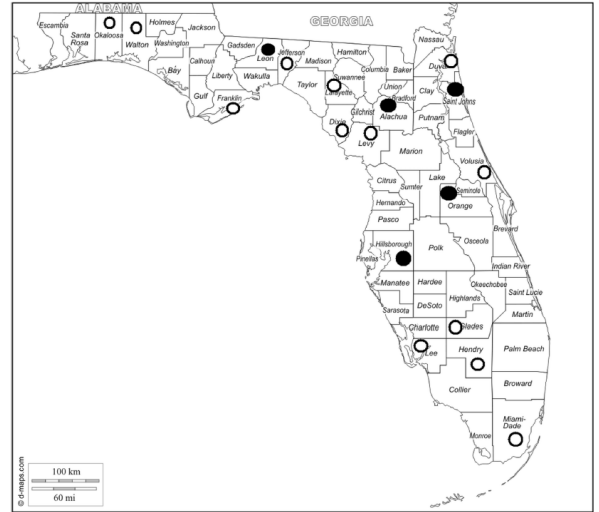 ALABAMA
GEORGIA
Escambia
Santa
Rosa
Okaloosa
Walton
Holmes
Jackson
Washington
Bay
Calhoun
Gulf
Gadsden
Liberty
Franklin
Leon
Wakulla
Jefferson
Madison
Taylor
Hamilton
Suwannee
Lafayette
Columbia
Baker
Nassau
Duval
Union
Bradford
Clay
Saint Johns
Dixie
Gilchrist
Alachua
Putnam
Flagler
Levy
Marion
Volusia
Citrus
Sumter
Lake
Seminole
Hernando
Orange
Pasco
Brevard
Hillsborough
Pinellas
Polk
Osceola
Indian River
Manatee
Hardee
Okeechobee
Saint Lucie
Sarasota
DeSoto
Highlands
Martin
Charlotte
Glades
Lee
Hendry
Palm Beach
Collier
Broward
Monroe
Miami-
Dade
100 km
60 mi
© d-maps.com